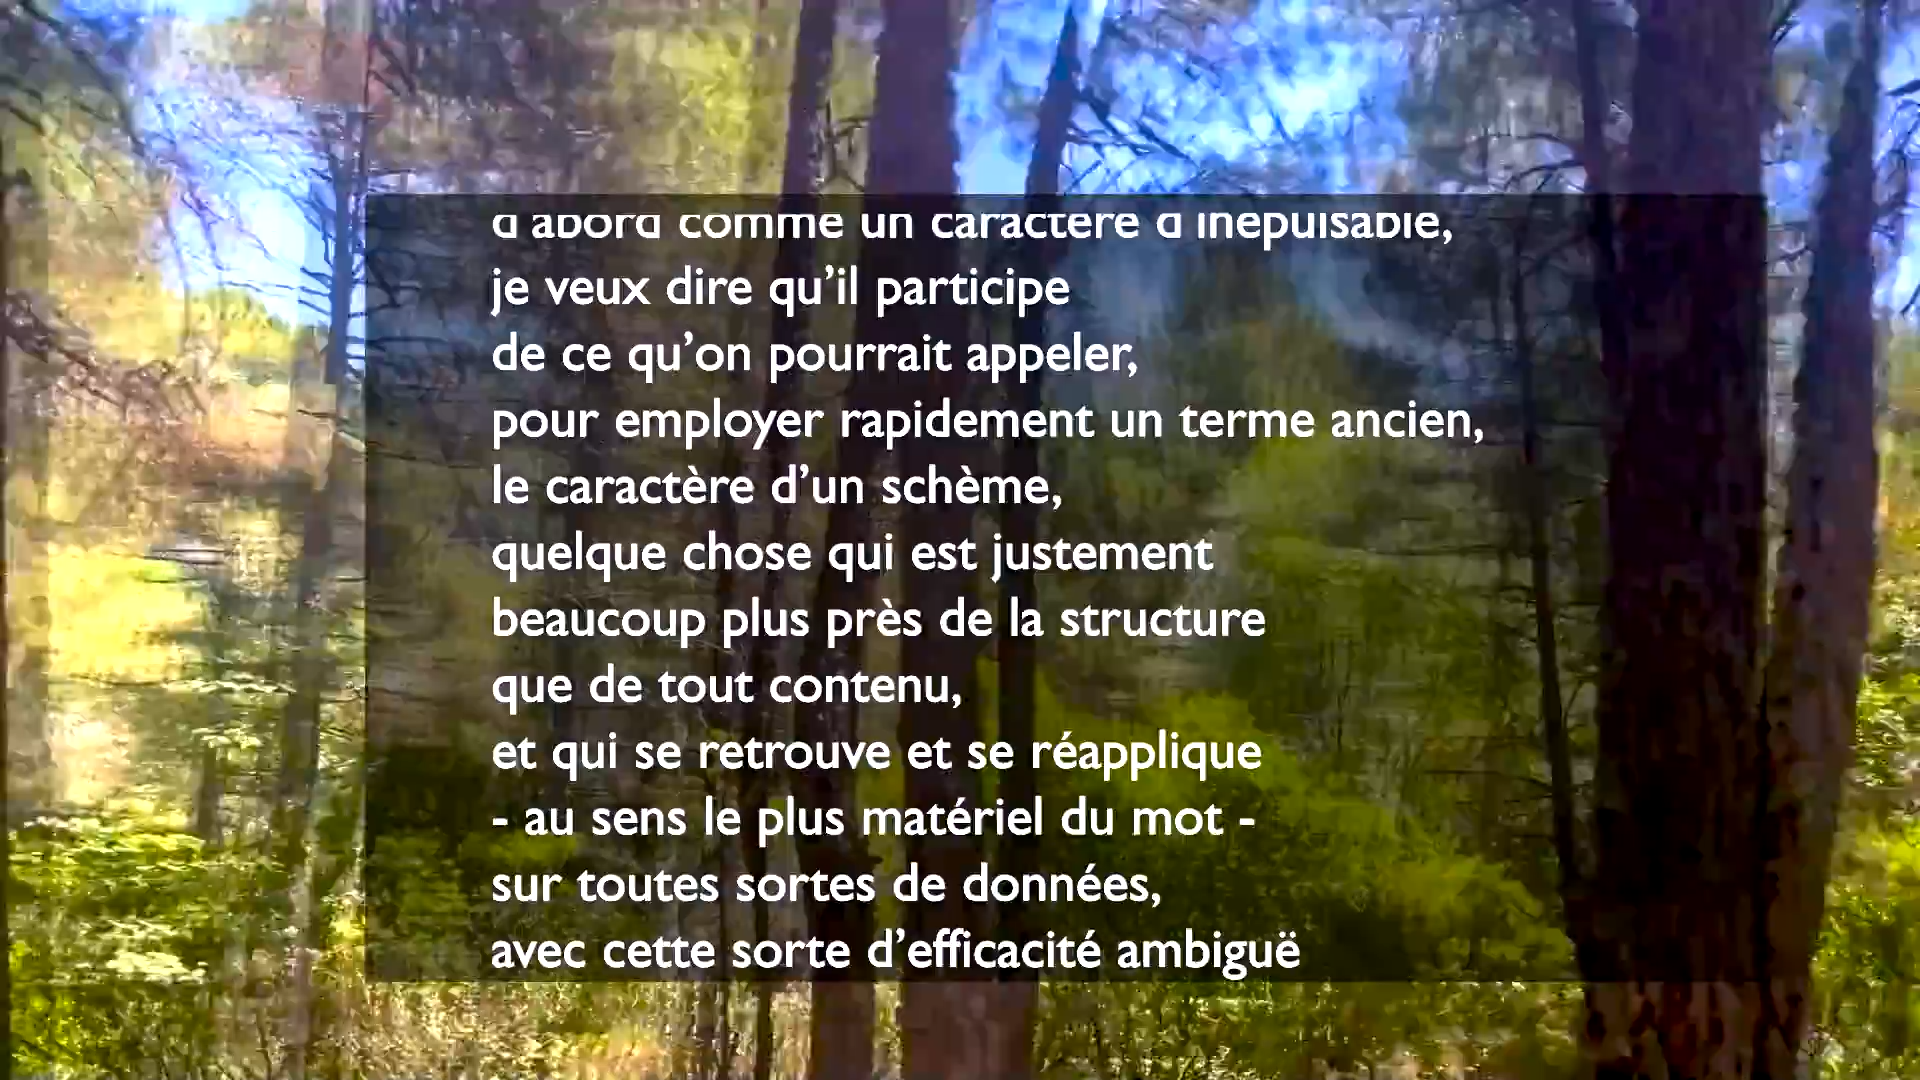 d'abord comme un caractère d'inépuisable,
je veux dire qu’il participe
de ce qu’on pourrait appeler,
pour employer rapidement un terme ancien,
le caractère d’un schème,
quelque chose qui est justement
beaucoup plus près de la structure
que de tout contenu,
et qui se retrouve et se réapplique
- au sens le plus matériel du mot -
sur toutes sortes de données,
avec cette sorte d’efficacité ambiguë